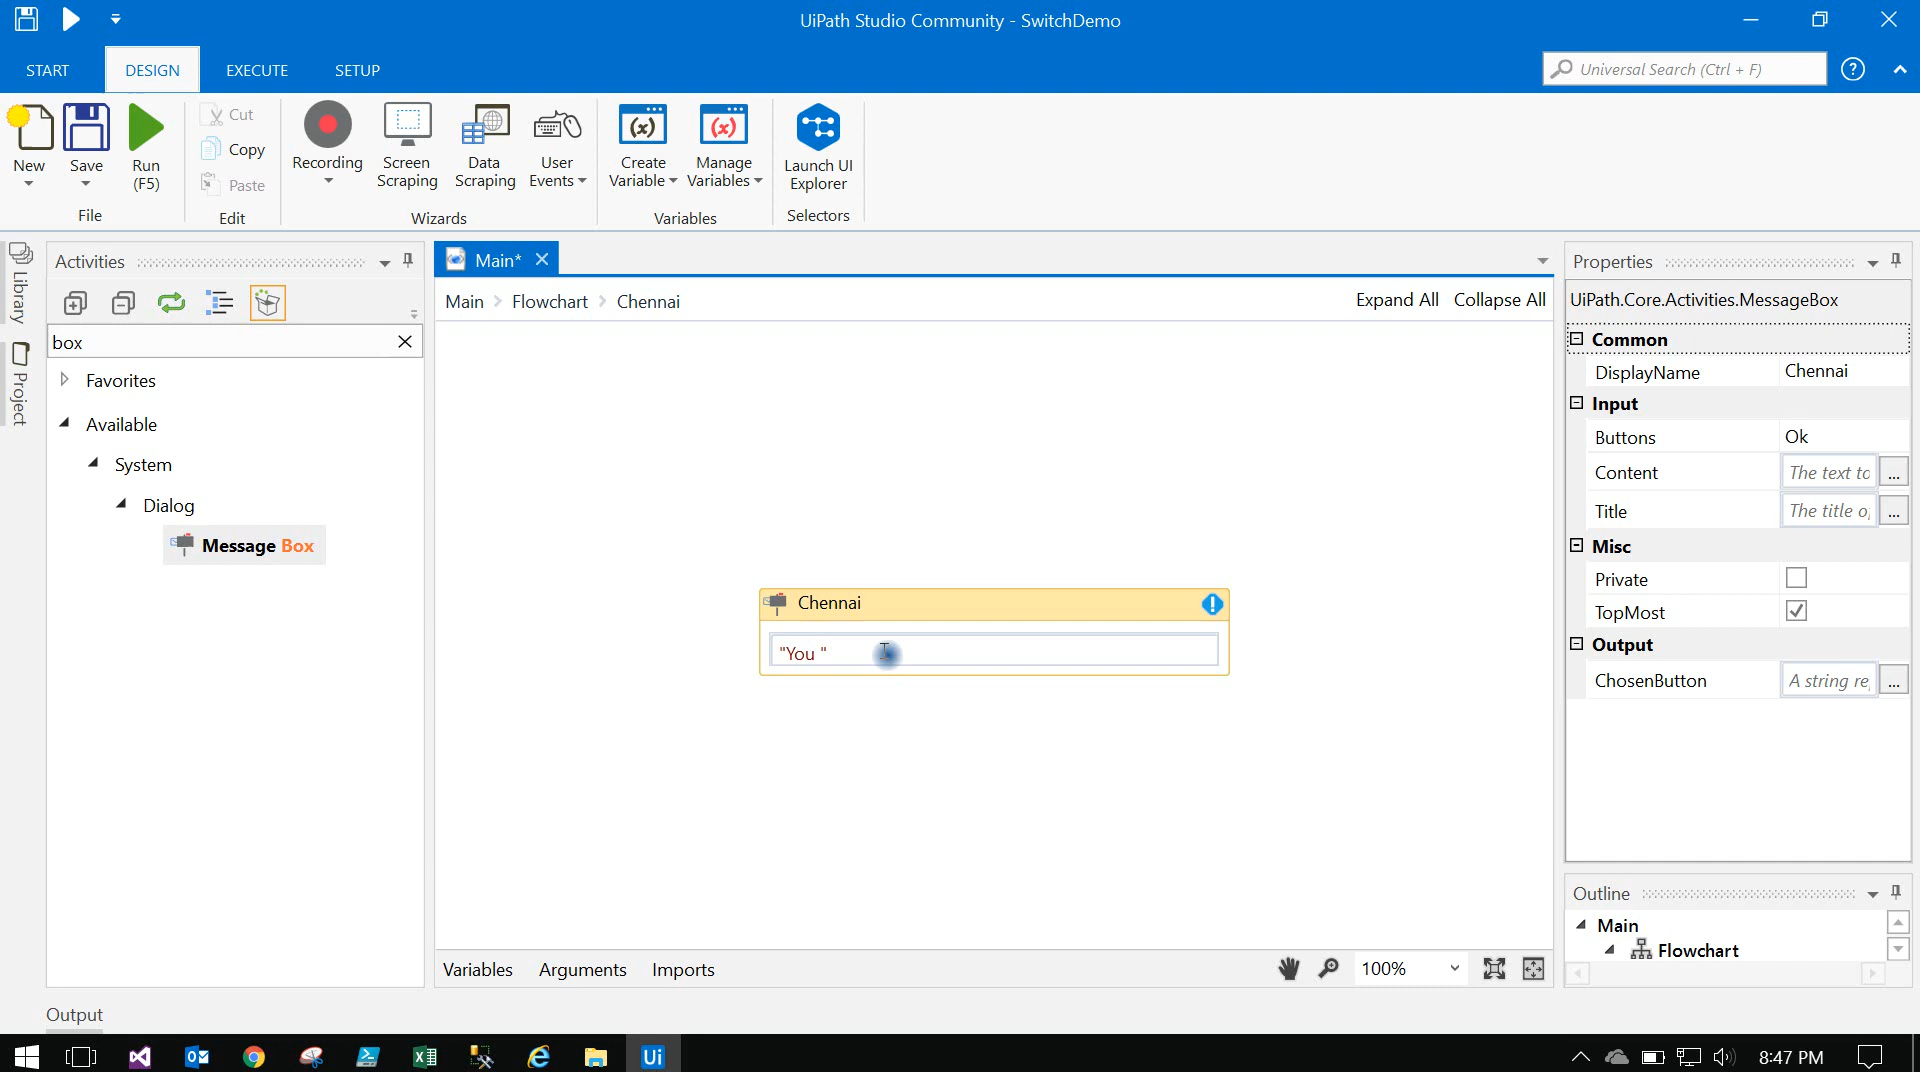 UiPath Studio Community - SwitchDemo
START
DESIGN
EXECUTE
SETUP
Universal Search (Ctrl + F)
New
Save
Run
(F5)
File
Cut
Copy
Paste
Edit
Recording
Screen
Scraping
Data
Scraping
User
Events
Wizards
Create
Variable
Manage
Variables
Variables
Launch UI
Explorer
Selectors
Library
Project
Activities
box
Favorites
Available
System
Dialog
Message Box
Main*
Main
Flowchart
Chennai
Expand All
Collapse All
Chennai
"You "
Variables
Arguments
Imports
100%
Properties
UiPath.Core.Activities.MessageBox
Common
DisplayName
Chennai
Input
Buttons
Ok
Content
The text to
...
Title
The title o
...
Misc
Private
TopMost
Output
ChosenButton
A string re
...
Outline
Main
Flowchart
Output
Ui
8:47 PM